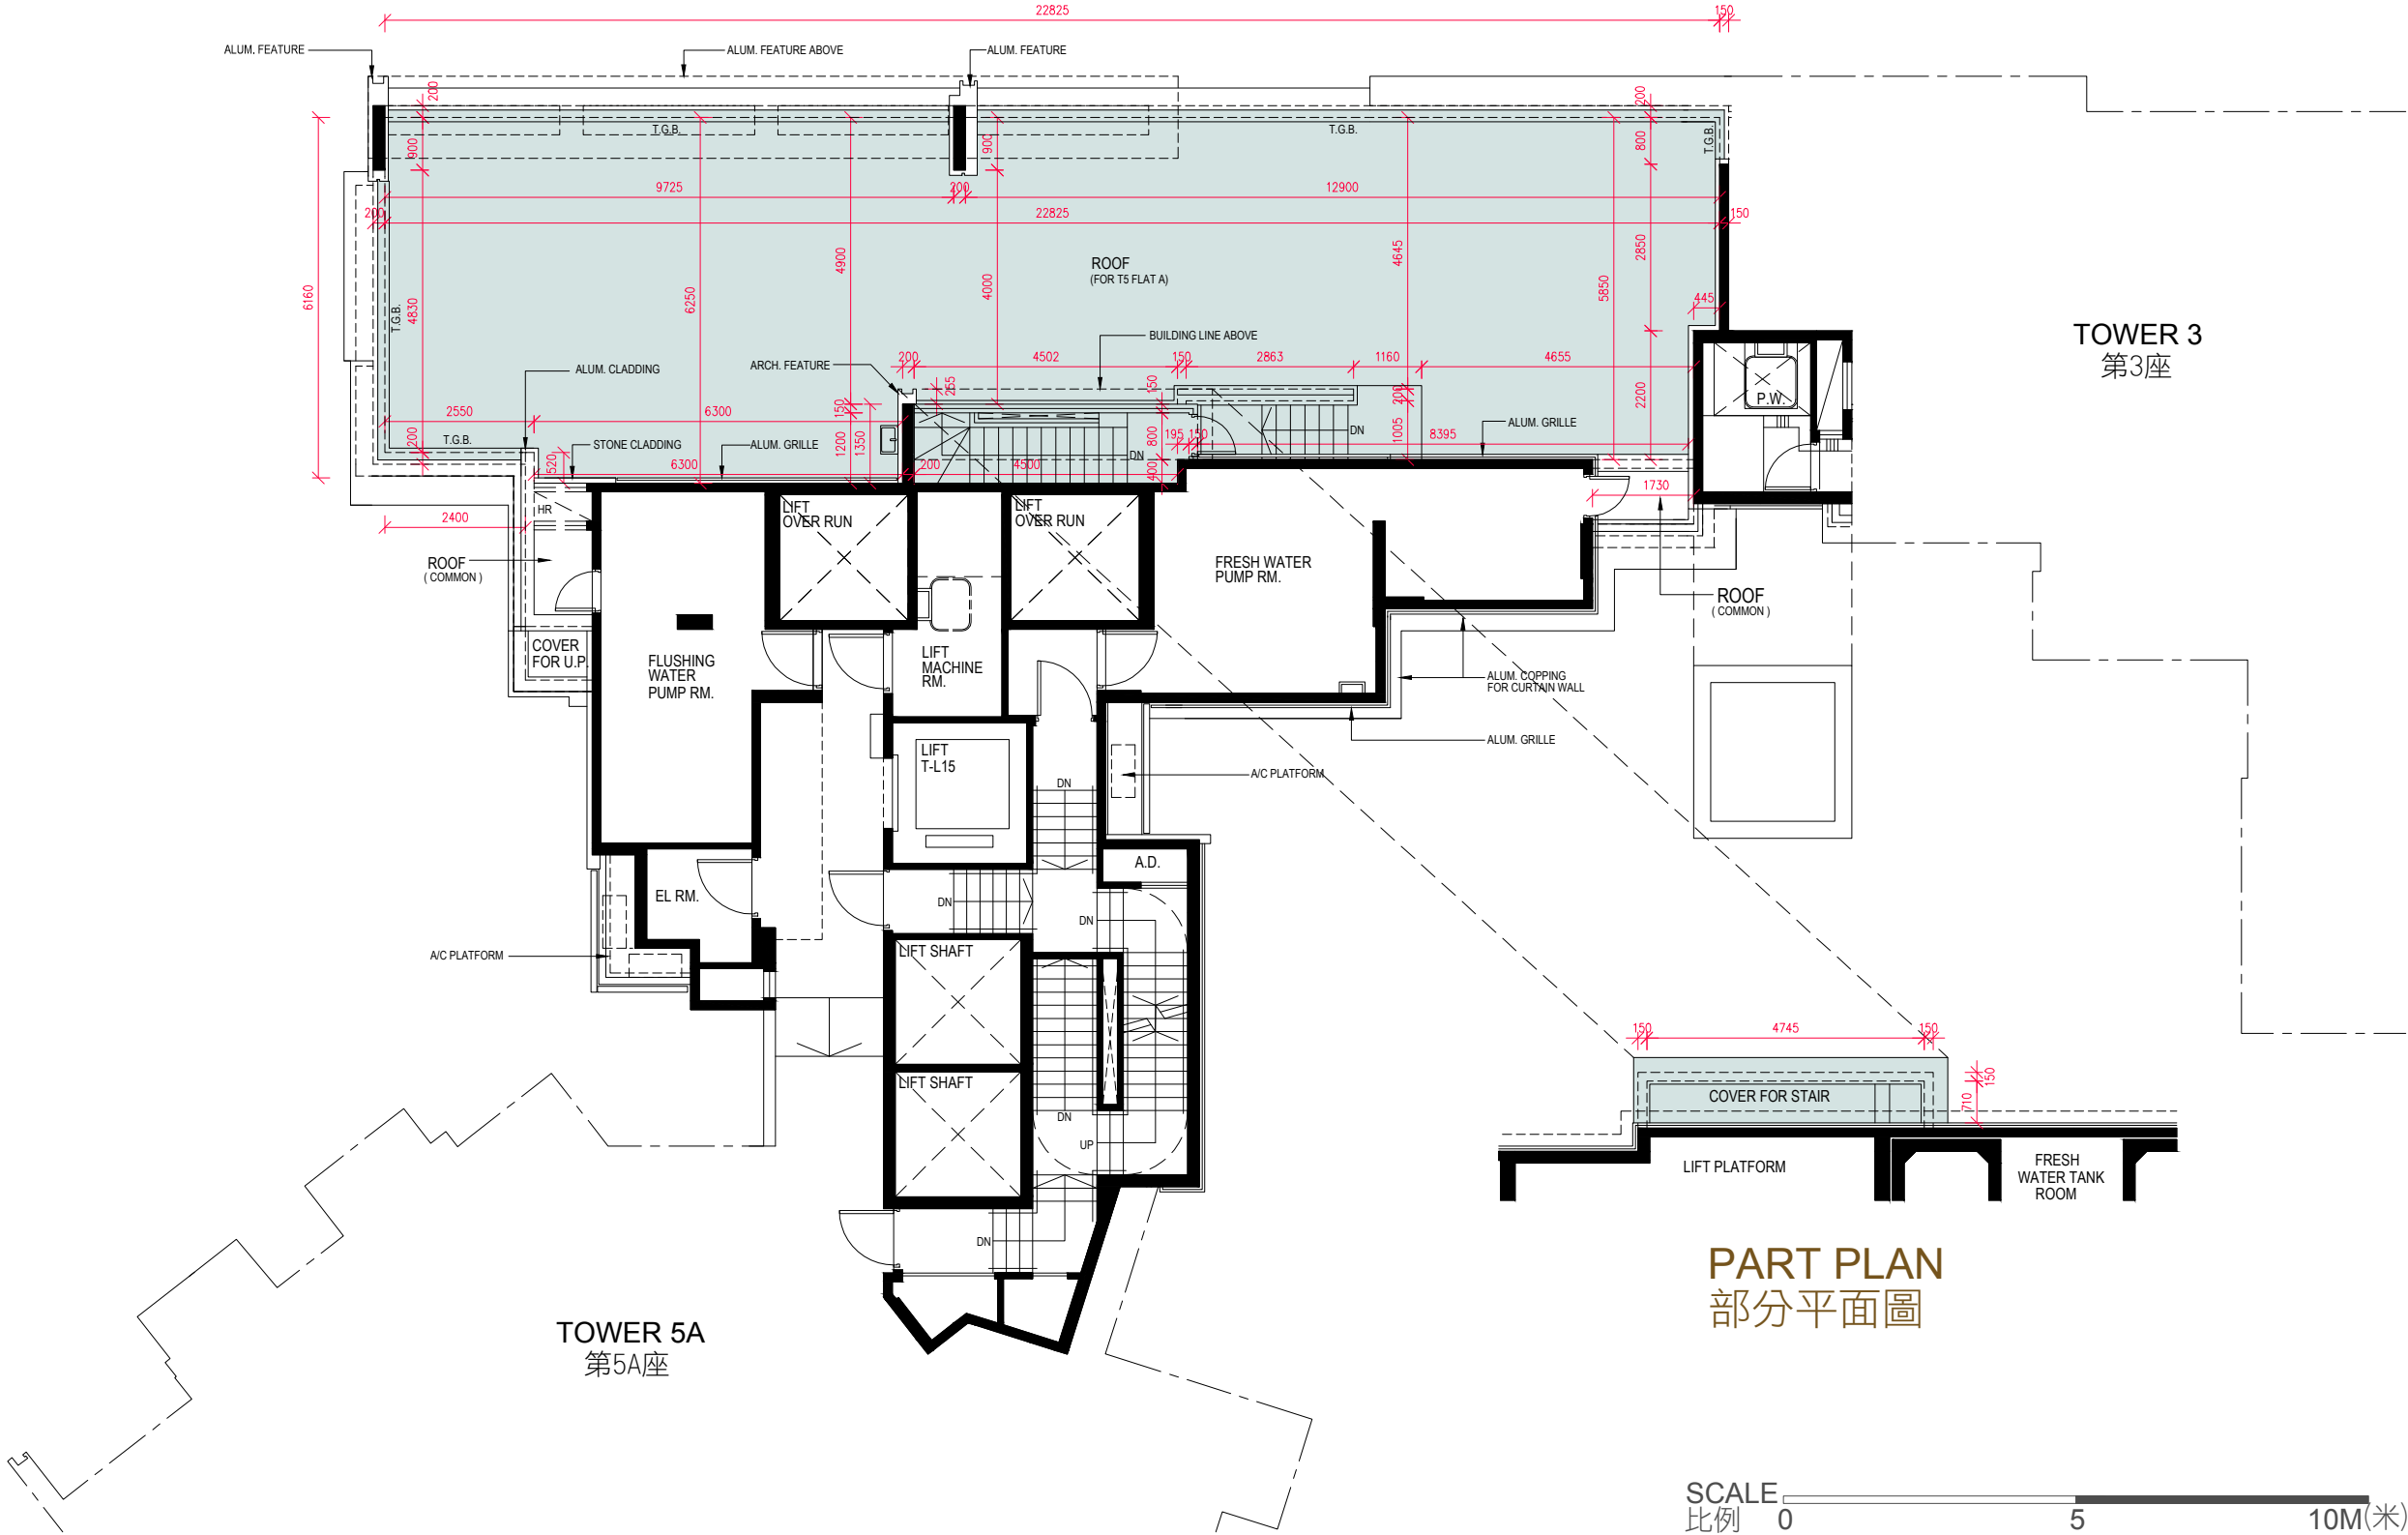 22825
150
ALUM. FEATURE
ALUM. FEATURE ABOVE
ALUM. FEATURE
200
200
T.G.B.
T.G.B.
T.G.B.
900
900
800
9725
200
12900
200
22825
150
6160
4830
6250
4900
4000
4645
5850
2850
445
ROOF
(FOR T5 FLAT A)
T.G.B.
BUILDING LINE ABOVE
TOWER 3
第3座
ARCH. FEATURE
ALUM. CLADDING
200
4502
150
2863
1160
4655
255
150
200
2200
P.W.
2550
6300
150
200
T.G.B.
STONE CLADDING
ALUM. GRILLE
1200
1350
DN
195
150
800
1005
DN
8395
ALUM. GRILLE
520
6300
200
4500
400
1730
2400
HR
LIFT
OVER RUN
LIFT
OVER RUN
ROOF
( COMMON )
FRESH WATER
PUMP RM.
ROOF
( COMMON )
COVER
FOR U.P.
FLUSHING
WATER
PUMP RM.
LIFT
MACHINE
RM.
ALUM. COPPING
FOR CURTAIN WALL
ALUM. GRILLE
LIFT
T-L15
A/C PLATFORM
DN
A.D.
EL RM.
DN
DN
A/C PLATFORM
LIFT SHAFT
LIFT SHAFT
DN
UP
DN
150
4745
150
150
710
COVER FOR STAIR
LIFT PLATFORM
FRESH
WATER TANK
ROOM
PART PLAN
部分平面圖
TOWER 5A
第5A座
SCALE
比例
0
5
10M(米)